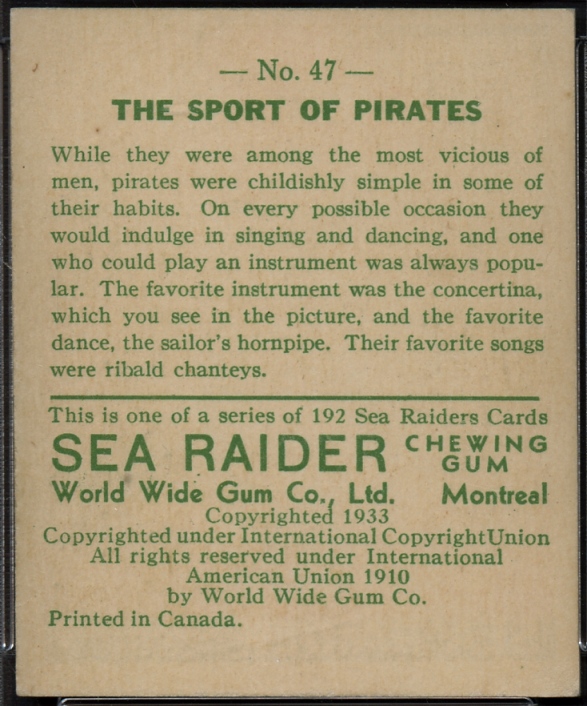 — No. 47 —
THE SPORT OF PIRATES
While they were among the most vicious of
men, pirates were childishly simple in some of
their habits. On every possible occasion they
would indulge in singing and dancing, and one
who could play an instrument was always popu-
lar. The favorite instrument was the concertina,
which you see in the picture, and the favorite
dance, the sailor's hornpipe. Their favorite songs
were ribald chanteys.
This is one of a series of 192 Sea Raiders Cards
SEA RAIDER CHEWING GUM
World Wide Gum Co., Ltd. Montreal
Copyrighted 1933
Copyrighted under International CopyrightUnion
All rights reserved under International
American Union 1910
by World Wide Gum Co.
Printed in Canada.